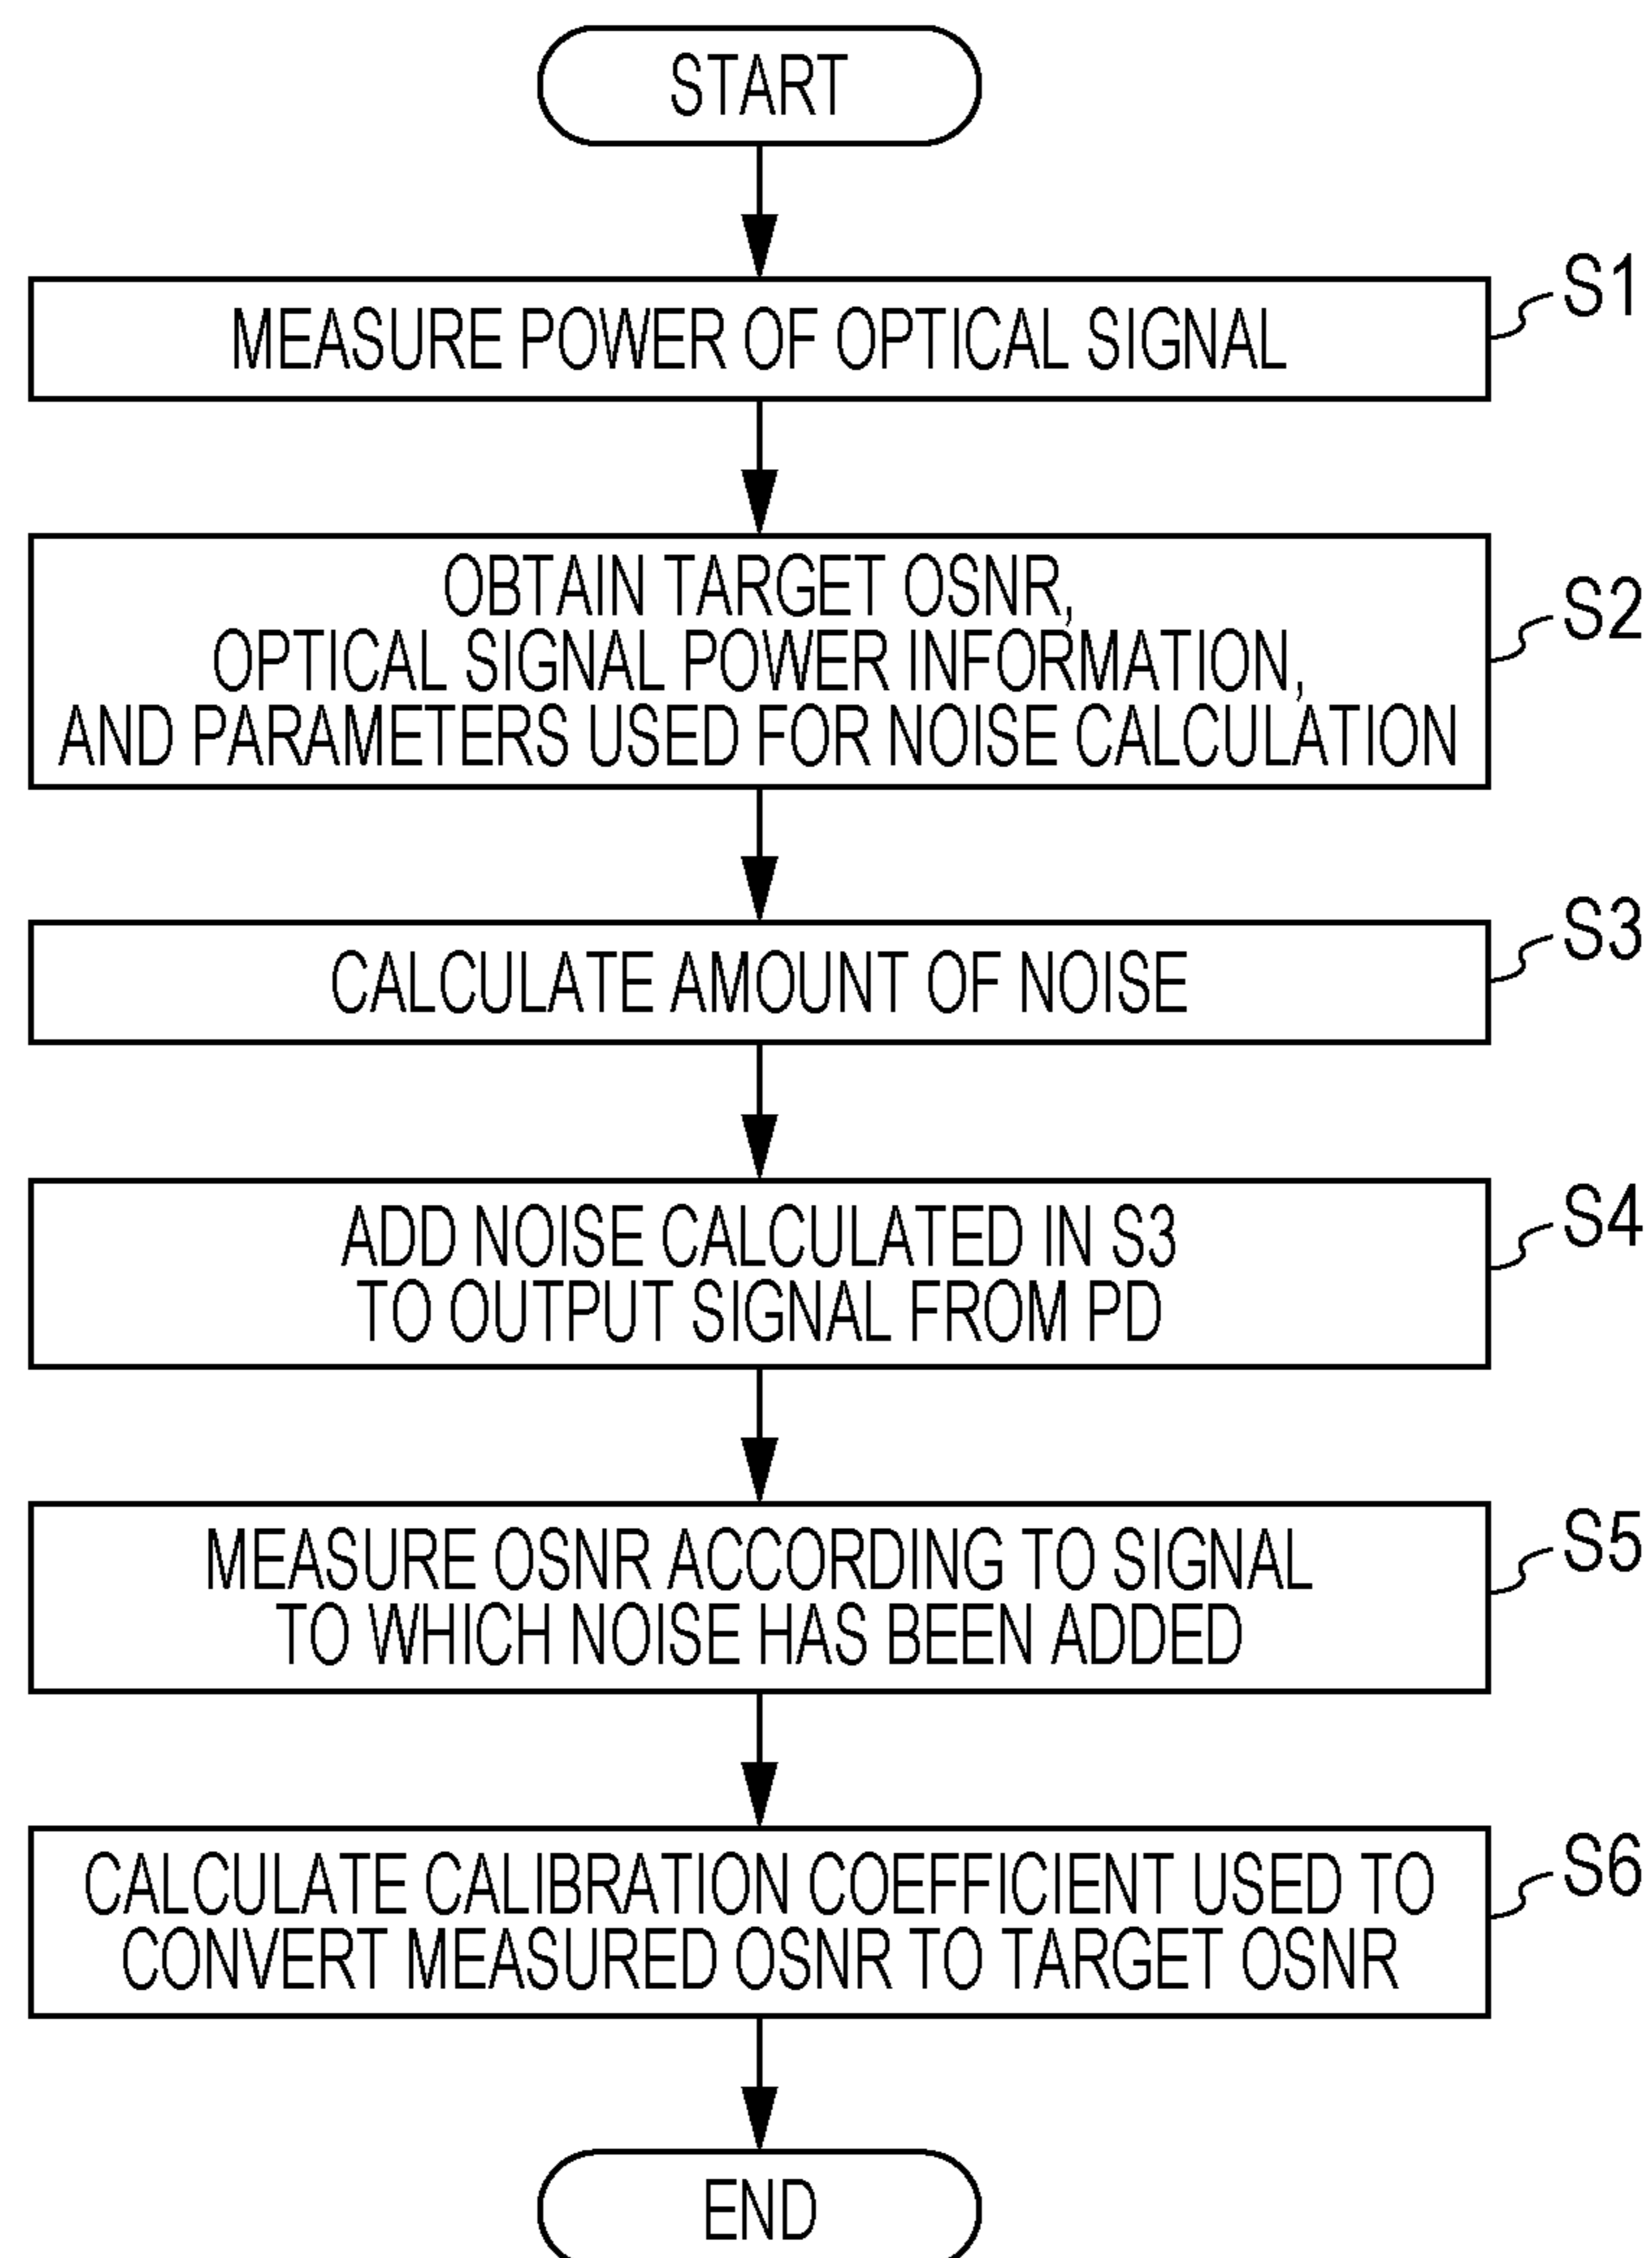 START
S1
MEASURE POWER OF OPTICAL SIGNAL
S2
OBTAIN TARGET OSNR,
OPTICAL SIGNAL POWER INFORMATION,
AND PARAMETERS USED FOR NOISE CALCULATION
S3
CALCULATE AMOUNT OF NOISE
S4
ADD NOISE CALCULATED IN S3
TO OUTPUT SIGNAL FROM PD
S5
MEASURE OSNR ACCORDING TO SIGNAL
TO WHICH NOISE HAS BEEN ADDED
S6
CALCULATE CALIBRATION COEFFICIENT USED TO
CONVERT MEASURED OSNR TO TARGET OSNR
END